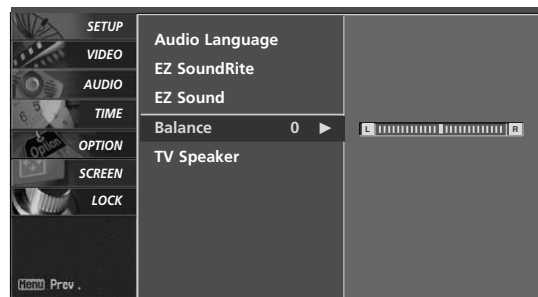 SETUP
VIDEO
AUDIO
TIME
OPTION
SCREEN
LOCK
Menu Prev .
Audio Language
EZ SoundRite
EZ Sound
Balance 0 ▶
TV Speaker
L R